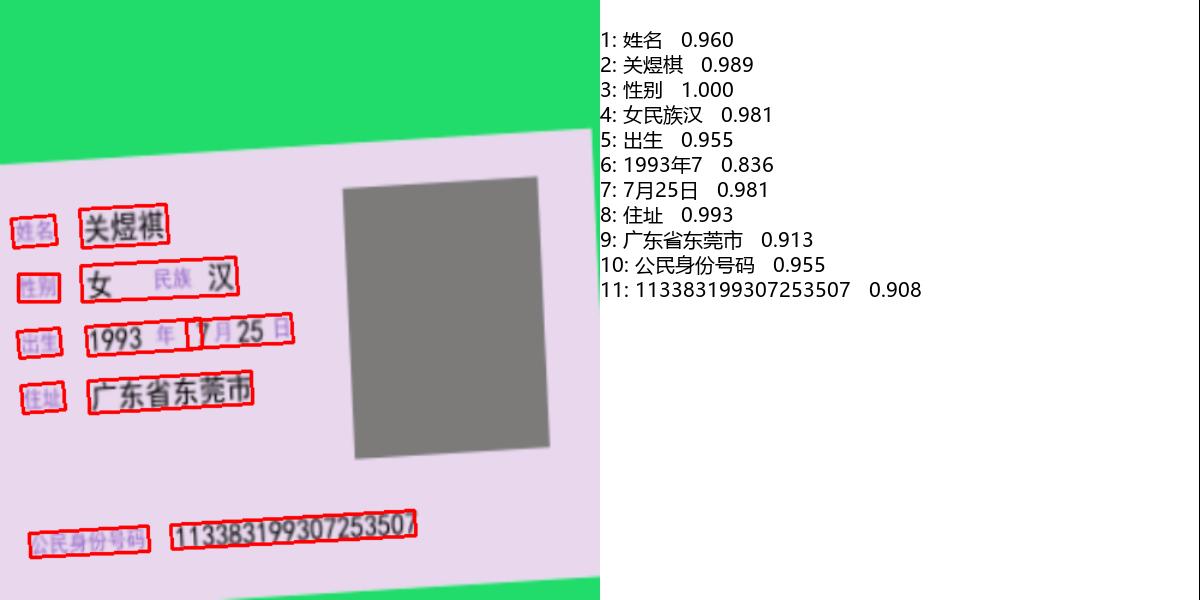 姓名 关煜祺
性别 女 民族 汉
出生 1993 年 7 月 25 日
住址 广东省东莞市
公民身份号码 113383199307253507
1: 姓名 0.960
2: 关煜棋 0.989
3: 性别 1.000
4: 女民族汉 0.981
5: 出生 0.955
6: 1993年7 0.836
7: 7月25日 0.981
8: 住址 0.993
9: 广东省东莞市 0.913
10: 公民身份号码 0.955
11: 113383199307253507 0.908